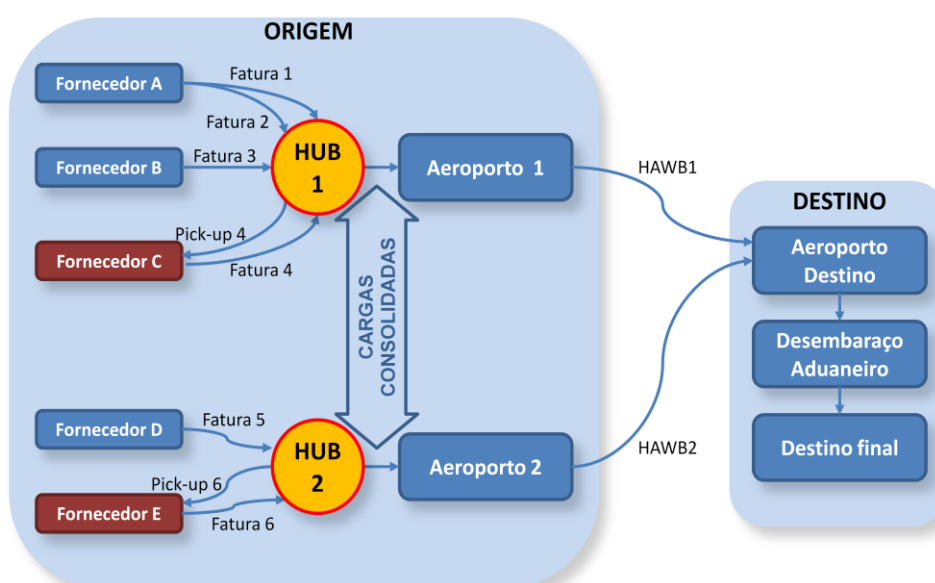 ORIGEM
Fornecedor A
Fatura 1
Fatura 2
Fornecedor B
Fatura 3
HUB
1
Aeroporto 1
HAWB1
Pick-up 4
Fornecedor C
Fatura 4
CARGAS
CONSOLIDADAS
Fornecedor D
Fatura 5
HUB
2
Aeroporto 2
HAWB2
Pick-up 6
Fornecedor E
Fatura 6
DESTINO
Aeroporto
Destino
Desembaraço
Aduaneiro
Destino final